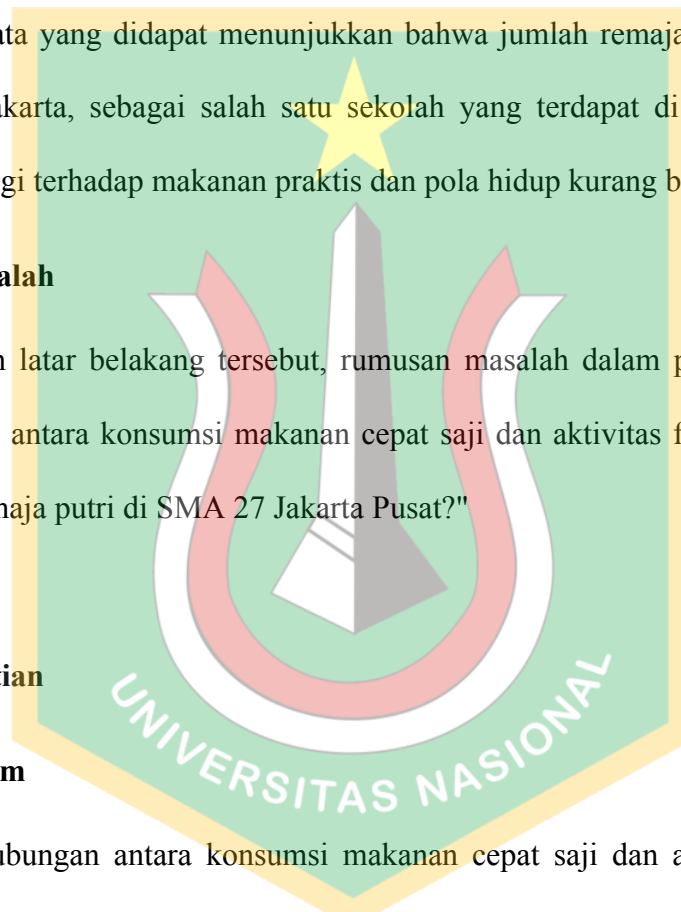 ata yang didapat menunjukkan bahwa jumlah remaja
akarta, sebagai salah satu sekolah yang terdapat di
gi terhadap makanan praktis dan pola hidup kurang b
alah
n latar belakang tersebut, rumusan masalah dalam p
antara konsumsi makanan cepat saji dan aktivitas f
naja putri di SMA 27 Jakarta Pusat?"
tian
UNIVERSITAS NASIONAL
m
ubungan antara konsumsi makanan cepat saji dan a